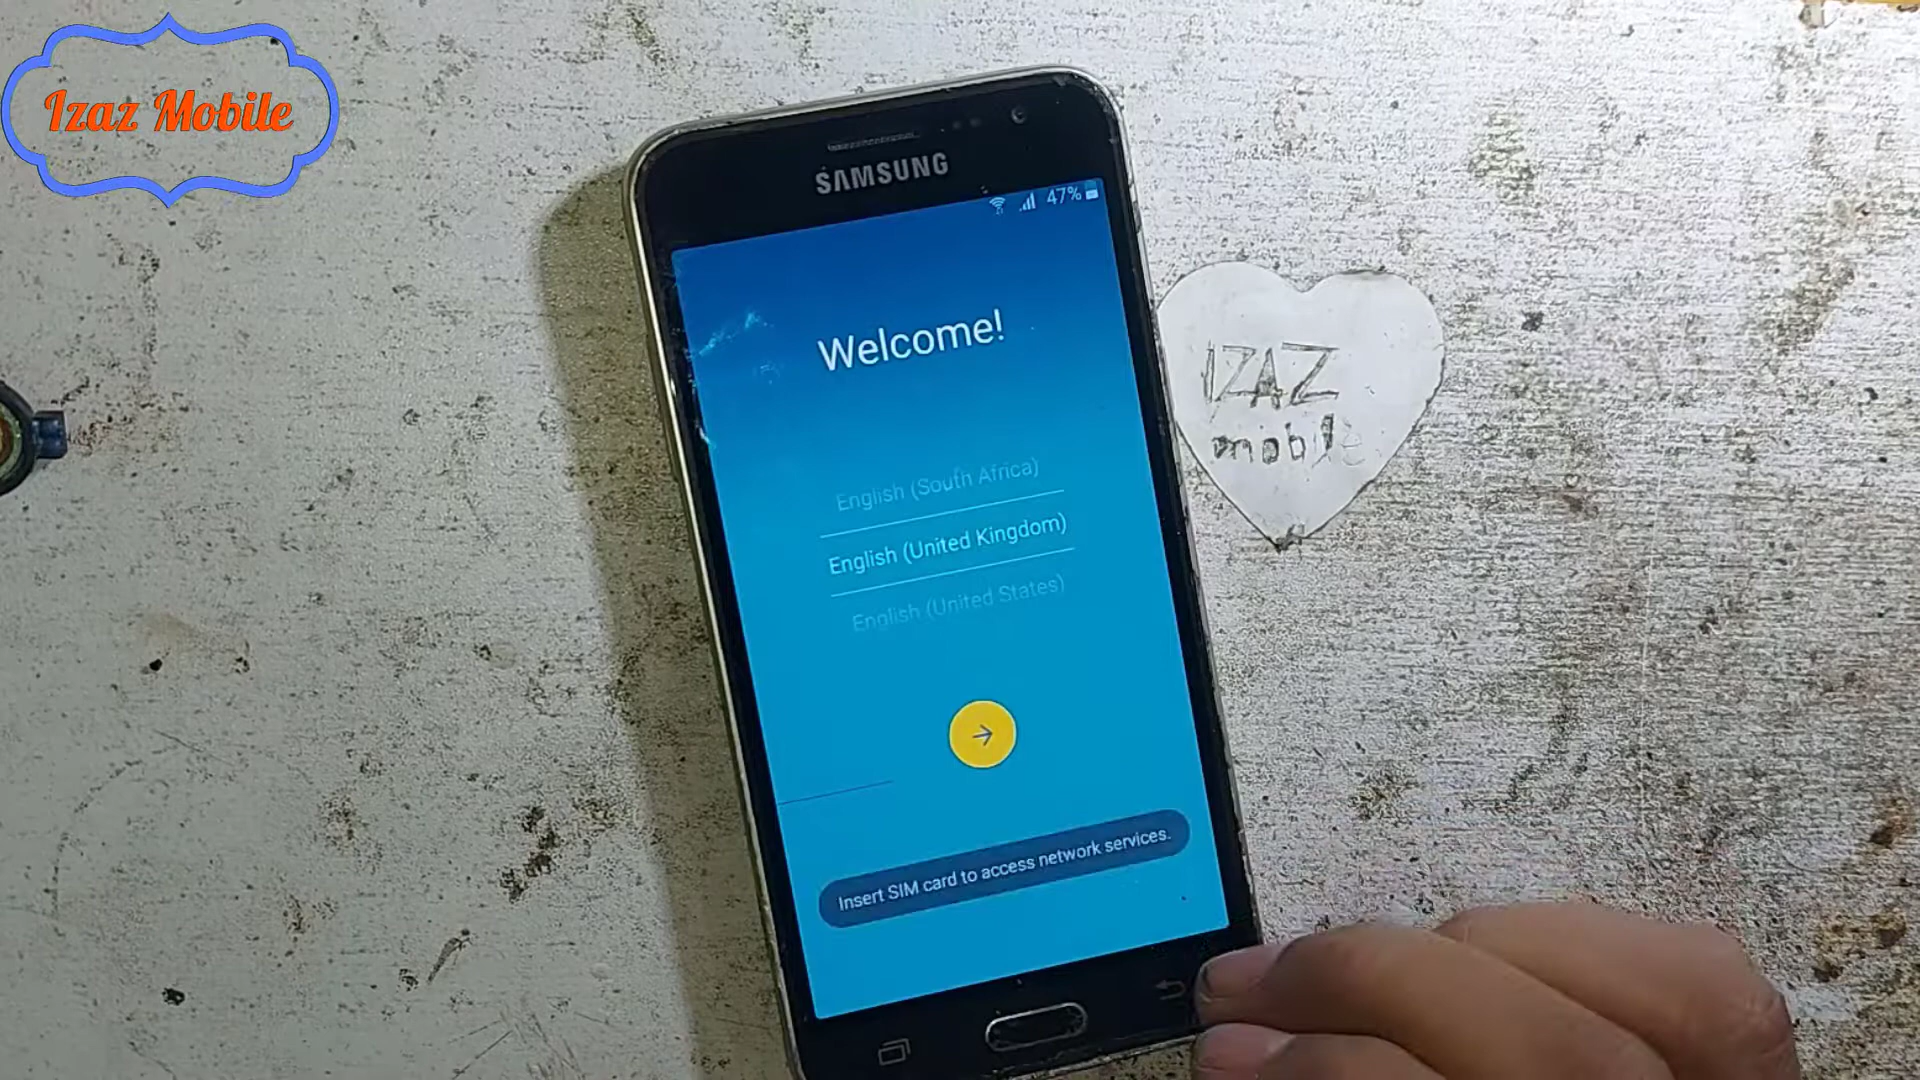 Izaz Mobile
SAMSUNG
47%
Welcome!
English (South Africa)
English (United Kingdom)
English (United States)
Insert SIM card to access network services.
IZAZ
mobile